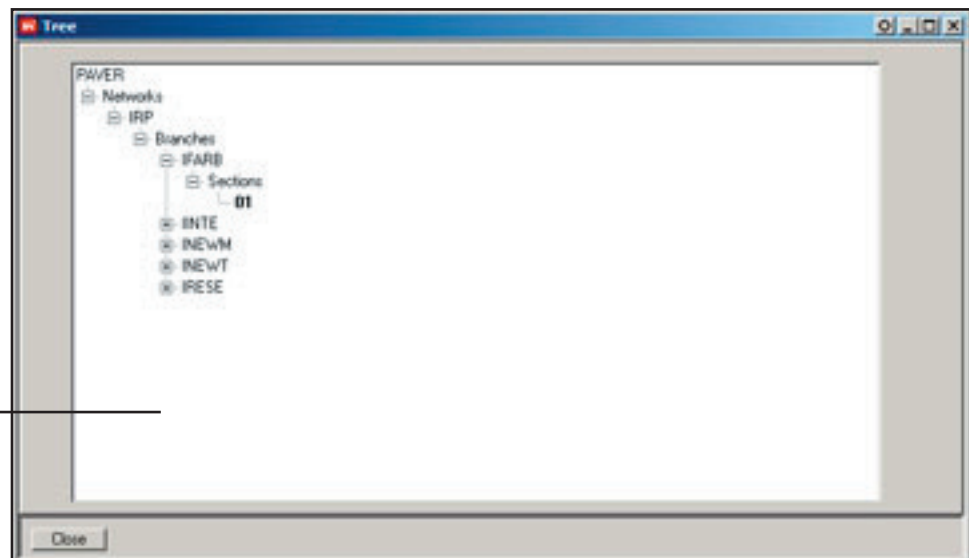 Tree
PAVER
Networks
IRP
Branches
IFARB
Sections
01
IINTE
INEWM
INEWT
IRESE
Close